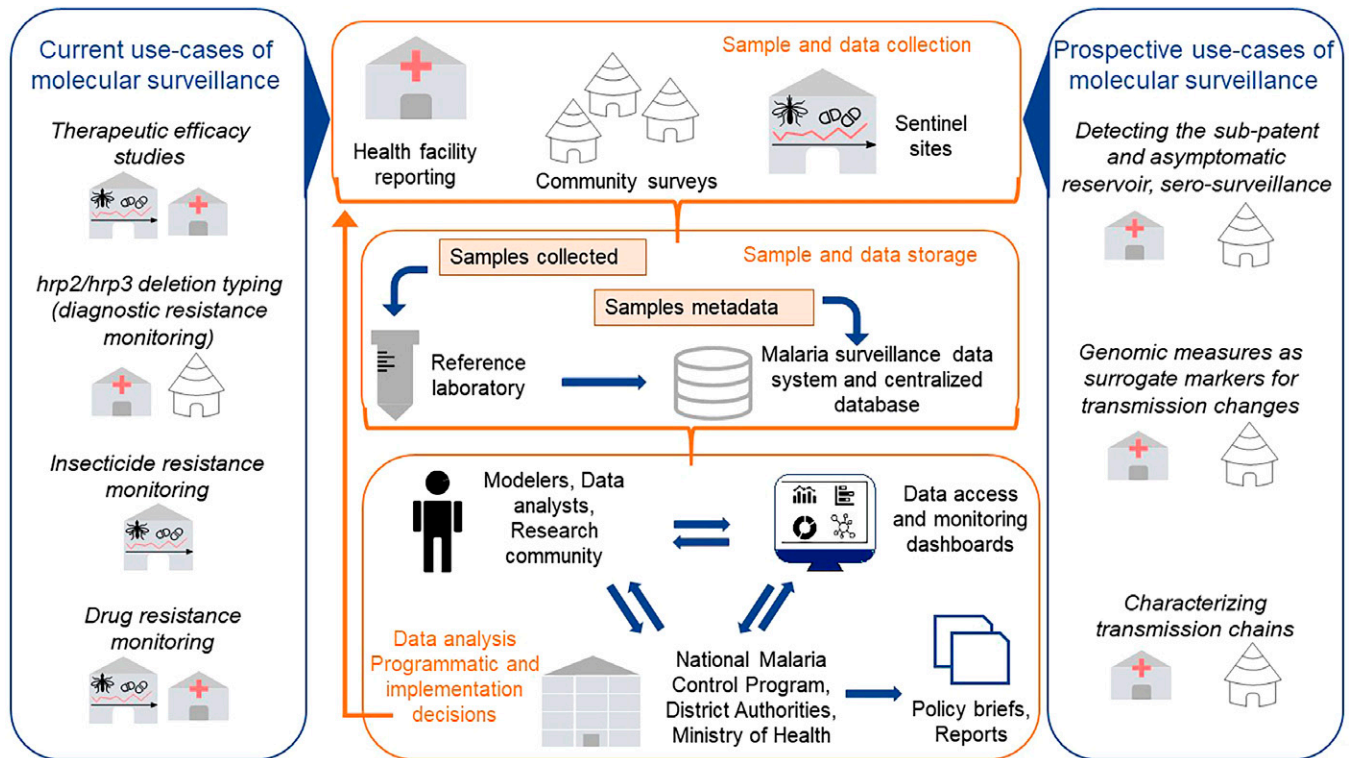 Current use-cases of
molecular surveillance
Therapeutic efficacy
studies
hrp2/hrp3 deletion typing
(diagnostic resistance
monitoring)
Insecticide resistance
monitoring
Drug resistance
monitoring
Sample and data collection
Health facility
reporting
Community surveys
Sentinel
sites
Samples collected
Sample and data storage
Samples metadata
Reference
laboratory
Malaria surveillance data
system and centralized
database
Modelers, Data
analysts,
Research
community
Data access
and monitoring
dashboards
Data analysis
Programmatic and
implementation
decisions
National Malaria
Control Program,
District Authorities,
Ministry of Health
Policy briefs,
Reports
Prospective use-cases of
molecular surveillance
Detecting the sub-patent
and asymptomatic
reservoir, sero-surveillance
Genomic measures as
surrogate markers for
transmission changes
Characterizing
transmission chains